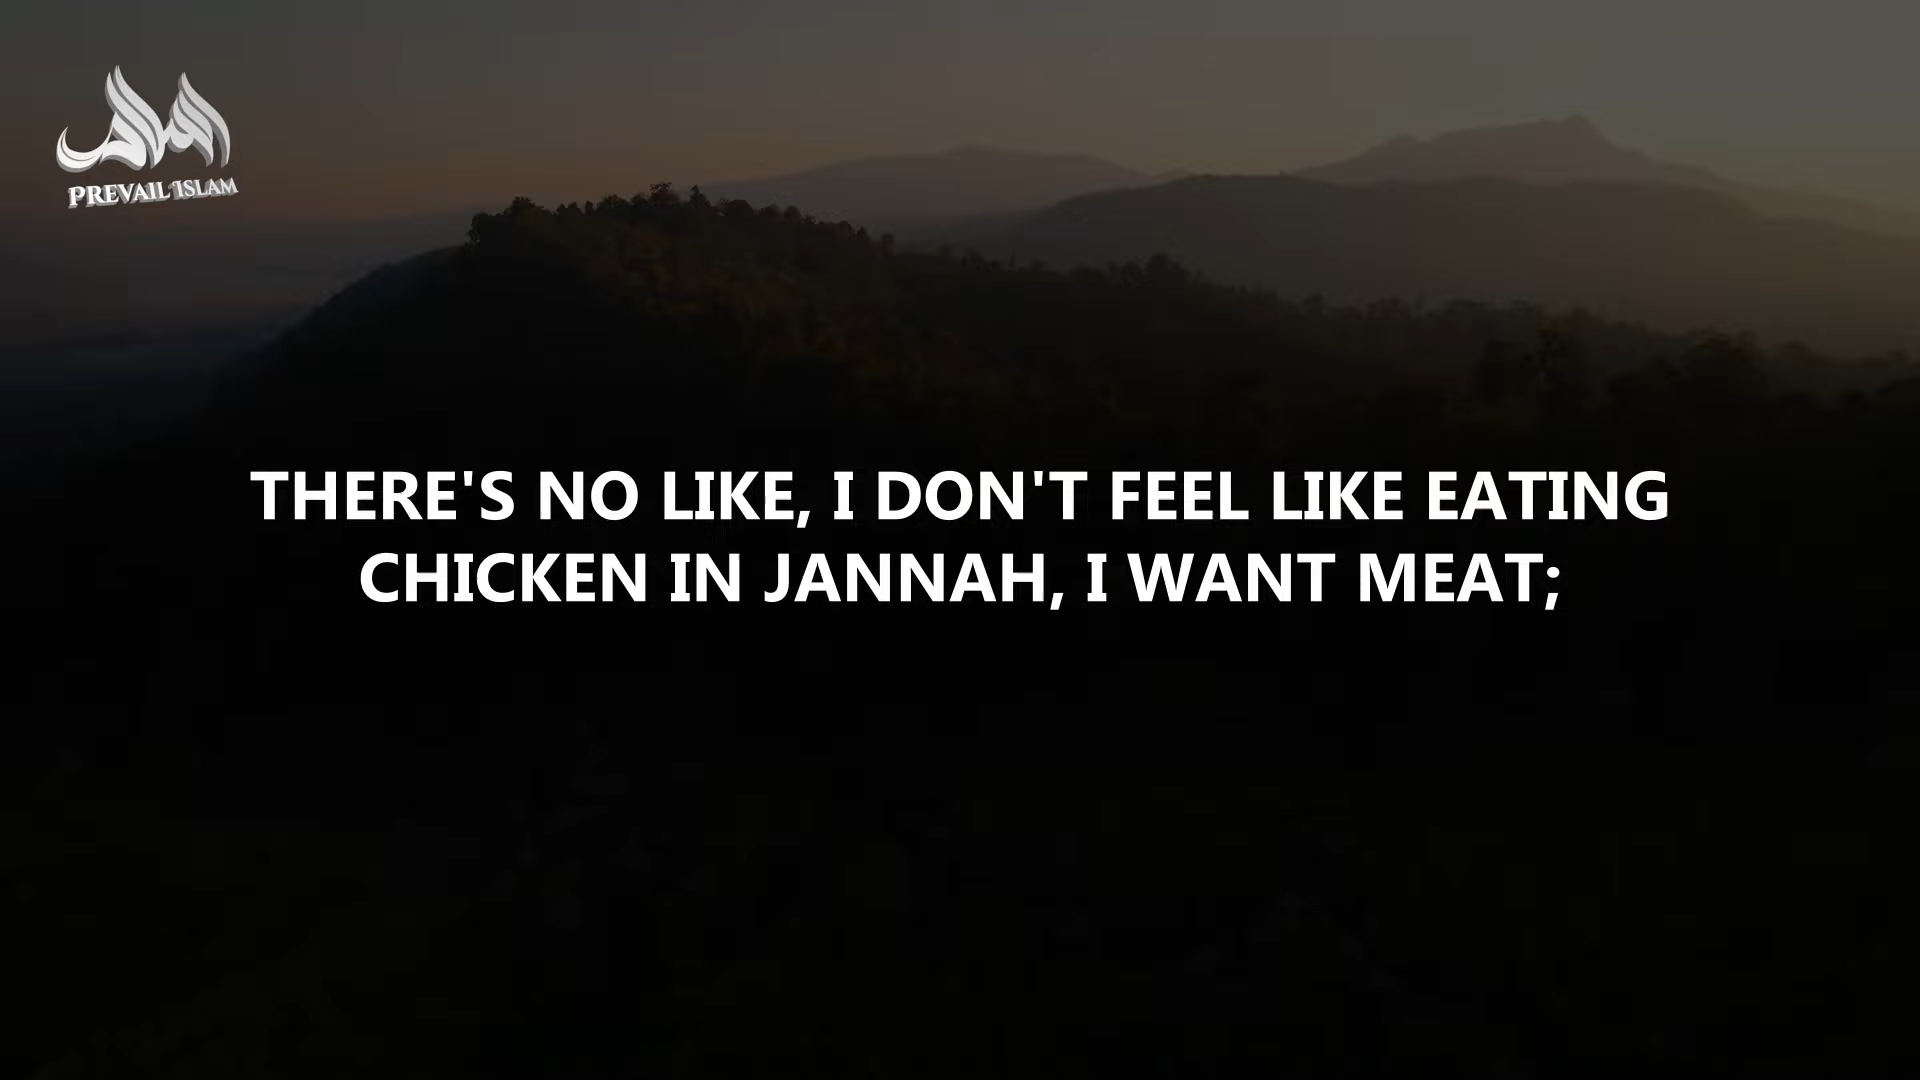 PREVAIL ISLAM
THERE'S NO LIKE, I DON'T FEEL LIKE EATING
CHICKEN IN JANNAH, I WANT MEAT;